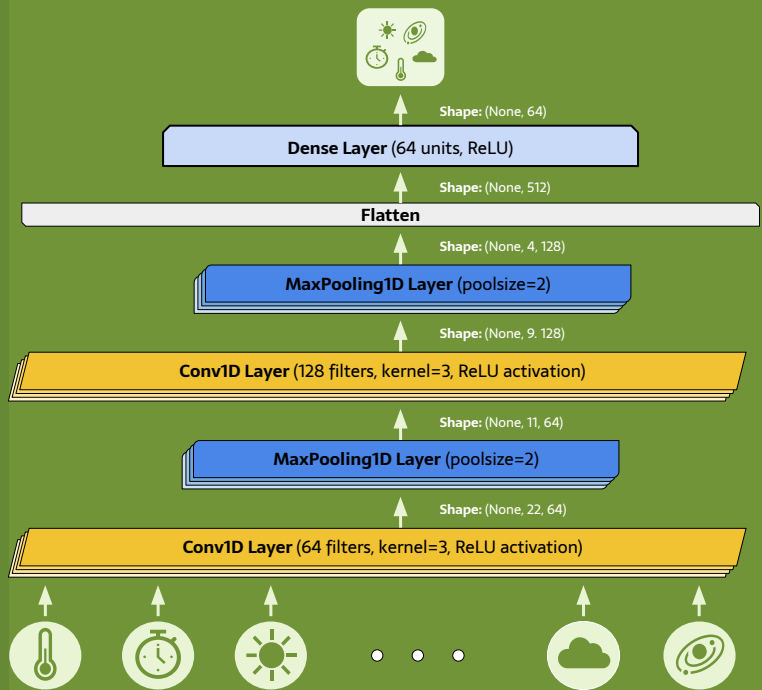 Shape: (None, 64)
Dense Layer (64 units, ReLU)
Shape: (None, 512)
Flatten
Shape: (None, 4, 128)
MaxPooling1D Layer (poolsize=2)
Shape: (None, 9. 128)
Conv1D Layer (128 filters, kernel=3, ReLU activation)
Shape: (None, 11, 64)
MaxPooling1D Layer (poolsize=2)
Shape: (None, 22, 64)
Conv1D Layer (64 filters, kernel=3, ReLU activation)